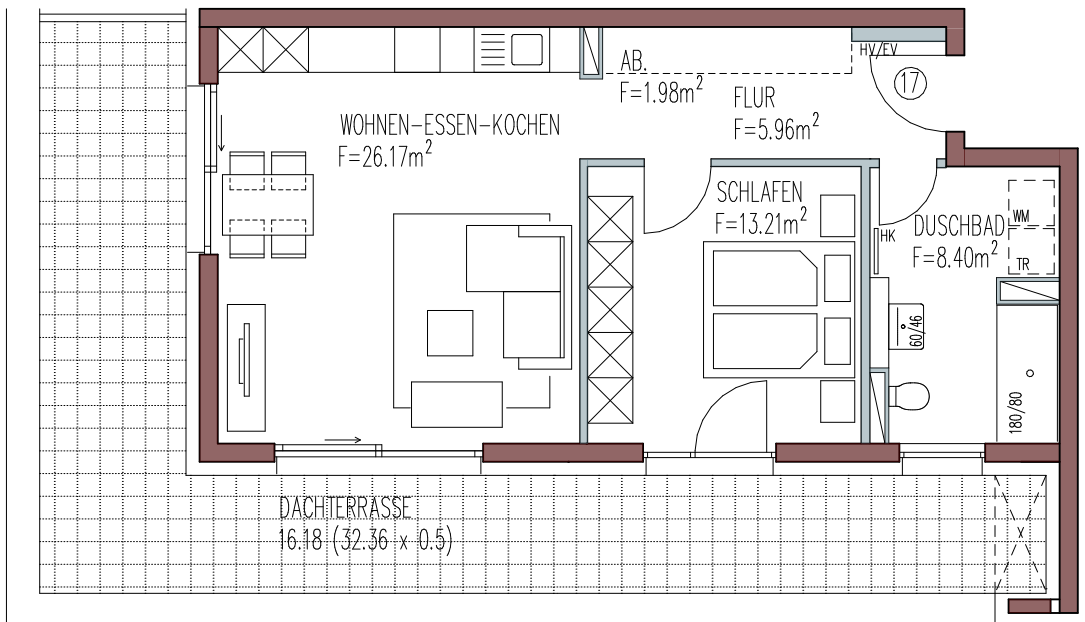 HV/EV
17
AB.
F=1.98m²
FLUR
F=5.96m²
WOHNEN-ESSEN-KOCHEN
F=26.17m²
SCHLAFEN
F=13.21m²
WM
DUSCHBAD
F=8.40m²
HK
TR
60/46
180/80
DACHTERRASSE
16.18 (32.36 x 0.5)